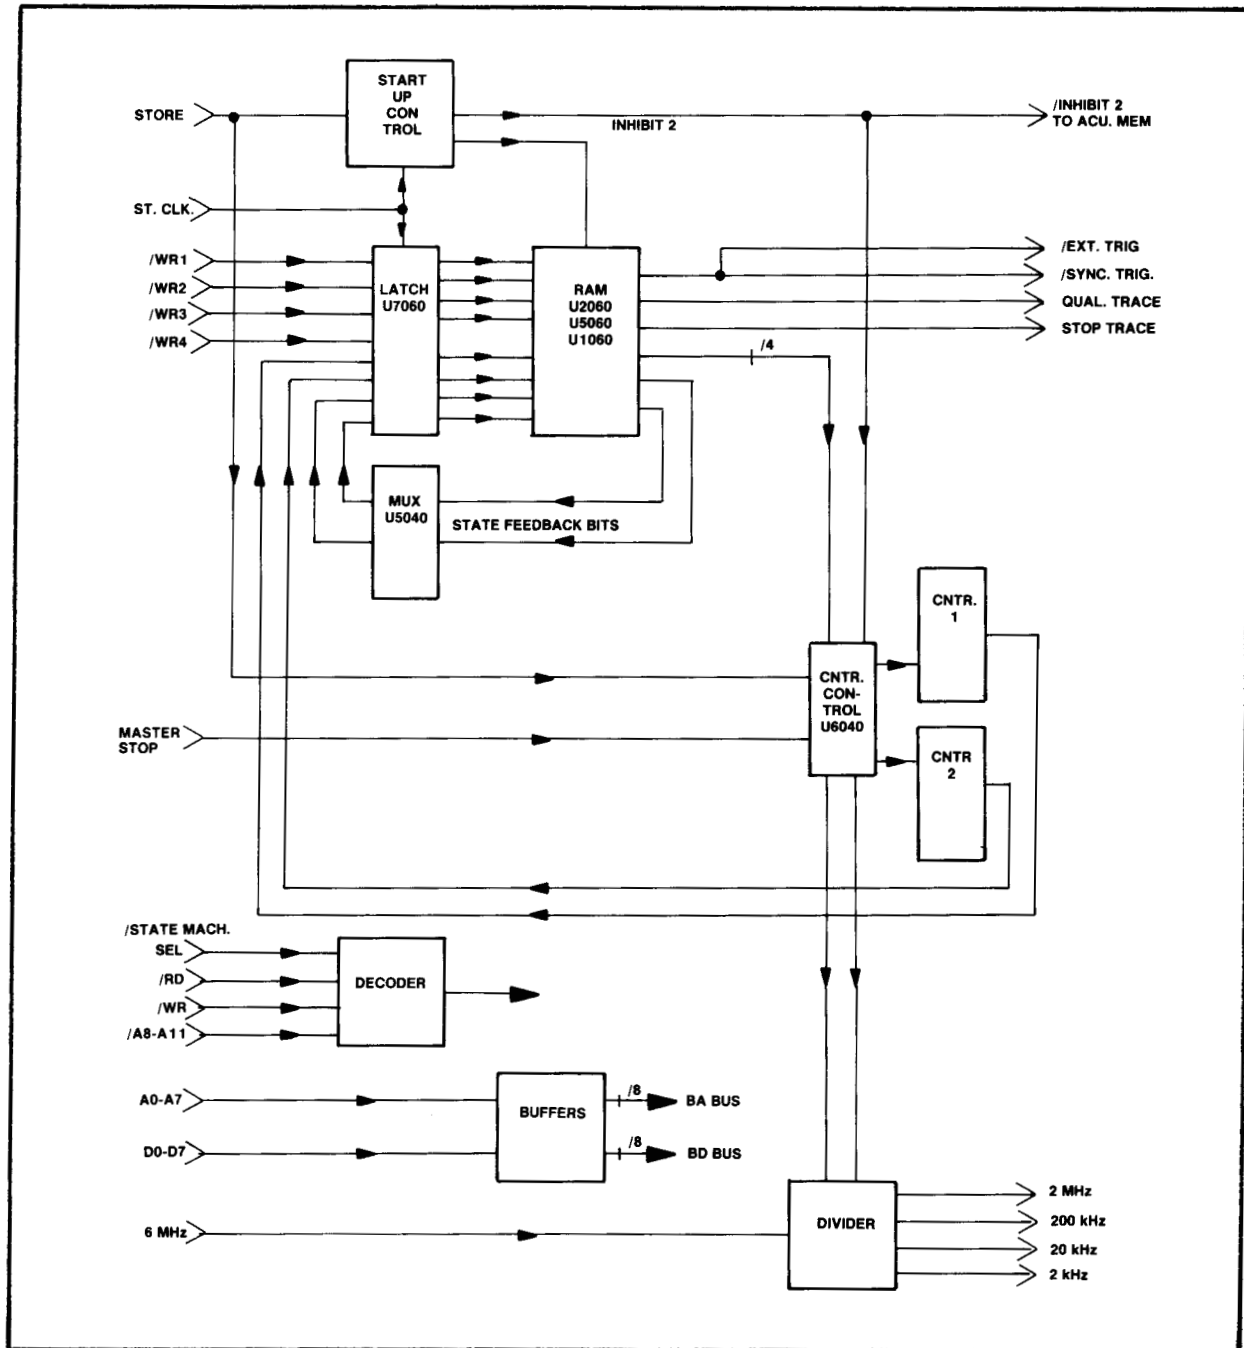 START
UP
CON
TROL
STORE
INHIBIT 2
/INHIBIT 2
TO ACU. MEM
ST. CLK.
/WR1
/WR2
/WR3
/WR4
LATCH
U7060
RAM
U2060
U5060
U1060
/EXT. TRIG
/SYNC. TRIG.
QUAL. TRACE
STOP TRACE
/4
MUX
U5040
STATE FEEDBACK BITS
CNTR.
1
CNTR.
CON-
TROL
U6040
MASTER
STOP
CNTR
2
/STATE MACH.
SEL
/RD
/WR
/A8-A11
DECODER
A0-A7
D0-D7
BUFFERS
/8
BA BUS
/8
BD BUS
6 MHz
DIVIDER
2 MHz
200 kHz
20 kHz
2 kHz